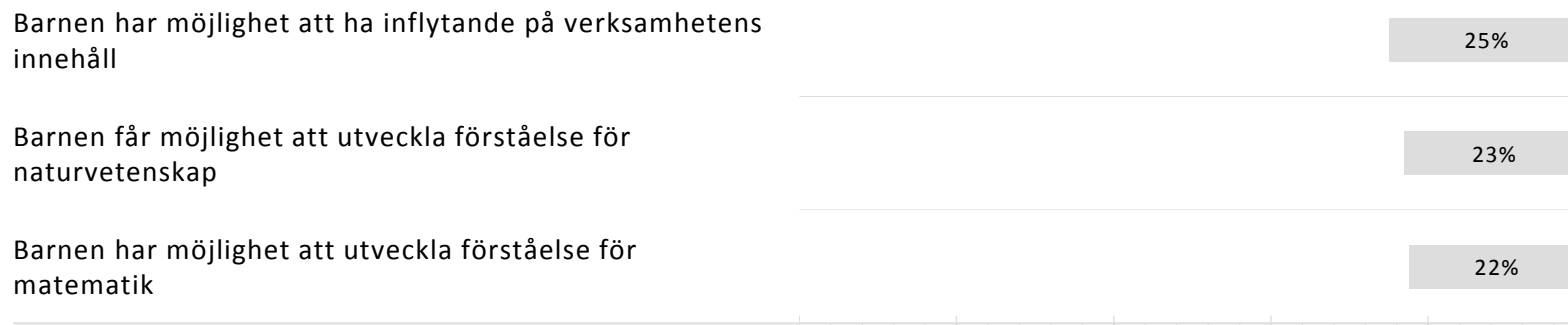 Barnen har möjlighet att ha inflytande på verksamhetens
innehåll
25%
Barnen får möjlighet att utveckla förståelse för
naturvetenskap
23%
Barnen har möjlighet att utveckla förståelse för
matematik
22%